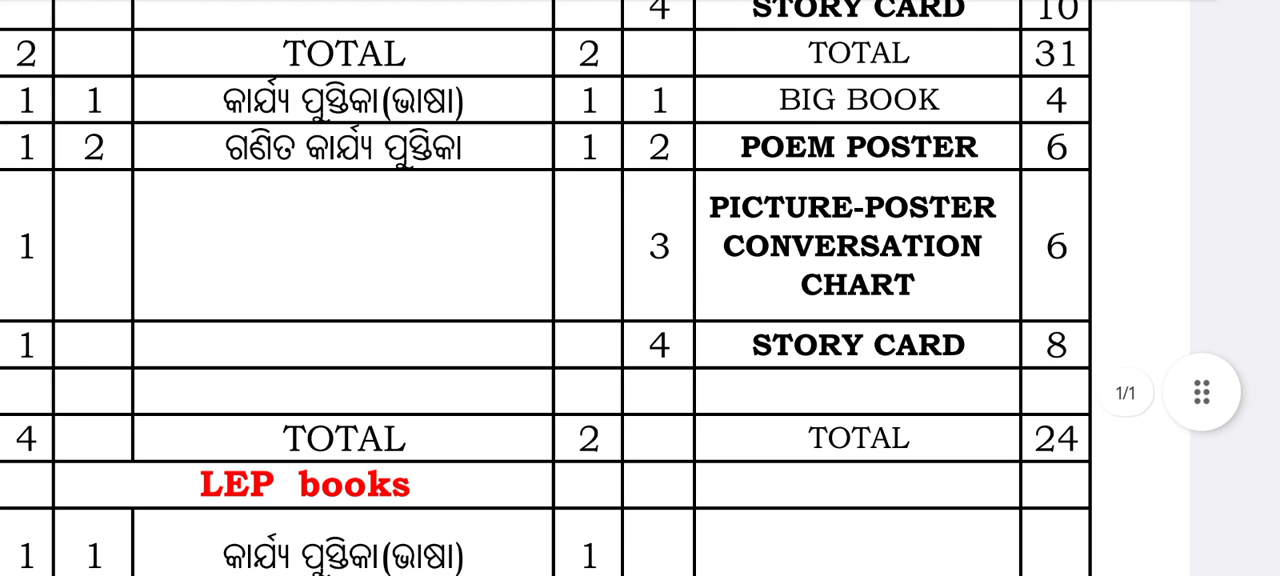 4 STORY CARD 10
2 TOTAL 2 TOTAL 31
1 1 କାର୍ଯ୍ୟ ପୁସ୍ତିକା(ଭାଷା) 1 1 BIG BOOK 4
1 2 ଗଣିତ କାର୍ଯ୍ୟ ପୁସ୍ତିକା 1 2 POEM POSTER 6
PICTURE-POSTER
1 3 CONVERSATION 6
CHART
1 4 STORY CARD 8
1/1
4 TOTAL 2 TOTAL 24
LEP books
1 1 କାର୍ଯ୍ୟ ପୁସ୍ତିକା(ଭାଷା) 1